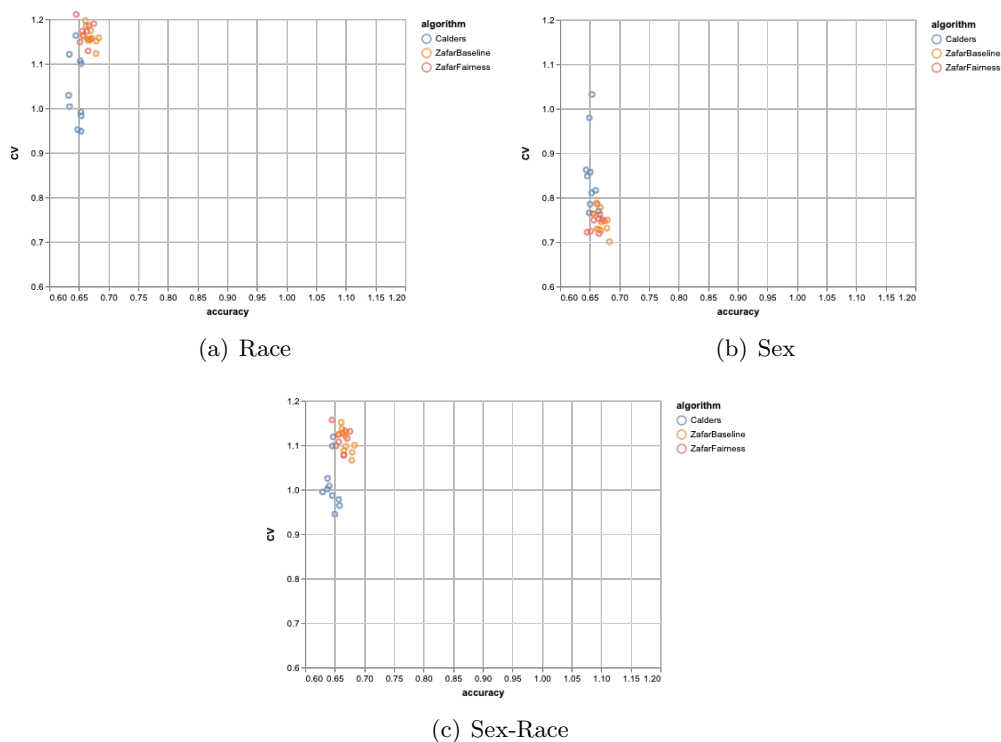 1.2
1.1
1.0
0.9
0.8
0.7
0.6
CV
0.60 0.65 0.70 0.75 0.80 0.85 0.90 0.95 1.00 1.05 1.10 1.15 1.20
accuracy
algorithm
Calders
ZafarBaseline
ZafarFairness
(a) Race
1.2
1.1
1.0
0.9
0.8
0.7
0.6
CV
0.60 0.65 0.70 0.75 0.80 0.85 0.90 0.95 1.00 1.05 1.10 1.15 1.20
accuracy
algorithm
Calders
ZafarBaseline
ZafarFairness
(b) Sex
1.2
1.1
1.0
0.9
0.8
0.7
0.6
CV
0.60 0.65 0.70 0.75 0.80 0.85 0.90 0.95 1.00 1.05 1.10 1.15 1.20
accuracy
algorithm
Calders
ZafarBaseline
ZafarFairness
(c) Sex-Race